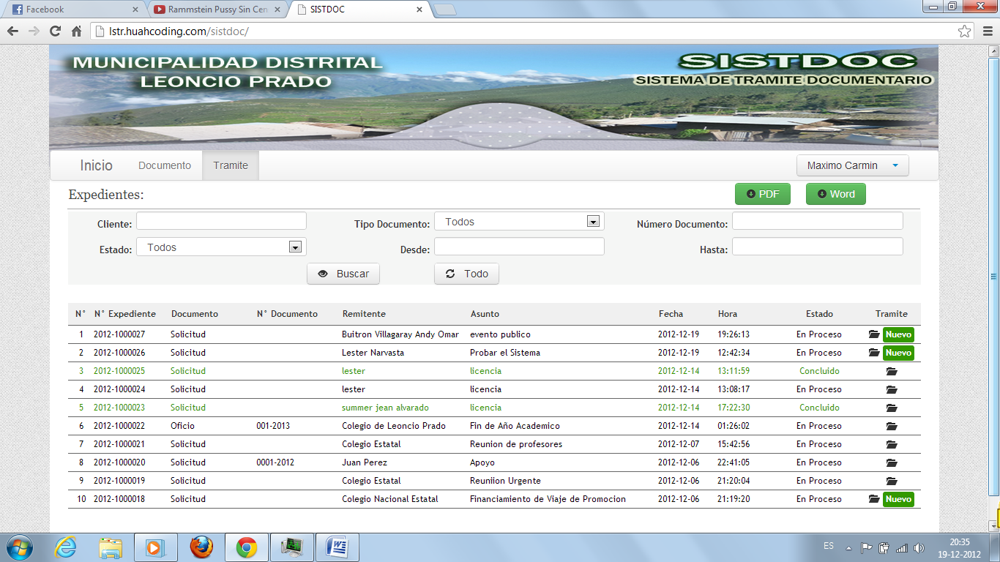 Facebook
Rammstein Pussy Sin Cen
SISTDOC
lstr.huahcoding.com/sistdoc/
MUNICIPALIDAD DISTRITAL
LEONCIO PRADO
SISTDOC
SISTEMA DE TRAMITE DOCUMENTARIO
Inicio Documento Tramite Maximo Carmin
Expedientes: PDF Word
Cliente: Tipo Documento: Todos Número Documento:
Estado: Todos Desde: Hasta:
Buscar Todo
N° N° Expediente Documento N° Documento Remitente Asunto Fecha Hora Estado Tramite
1 2012-1000027 Solicitud Buitron Villagaray Andy Omar evento publico 2012-12-19 19:26:13 En Proceso Nuevo
2 2012-1000026 Solicitud Lester Narvasta Probar el Sistema 2012-12-19 12:42:34 En Proceso Nuevo
3 2012-1000025 Solicitud lester licencia 2012-12-14 13:11:59 Concluido
4 2012-1000024 Solicitud lester licencia 2012-12-14 13:08:17 En Proceso
5 2012-1000023 Solicitud summer jean alvarado licencia 2012-12-14 17:22:30 Concluido
6 2012-1000022 Oficio 001-2013 Colegio de Leoncio Prado Fin de Año Academico 2012-12-14 01:26:02 En Proceso
7 2012-1000021 Solicitud Colegio Estatal Reunion de profesores 2012-12-07 15:42:56 En Proceso
8 2012-1000020 Solicitud 0001-2012 Juan Perez Apoyo 2012-12-06 22:41:05 En Proceso
9 2012-1000019 Solicitud Colegio Estatal Reuniion Urgente 2012-12-06 21:20:04 En Proceso
10 2012-1000018 Solicitud Colegio Nacional Estatal Financiamiento de Viaje de Promocion 2012-12-06 21:19:20 En Proceso Nuevo
ES 20:35
19-12-2012